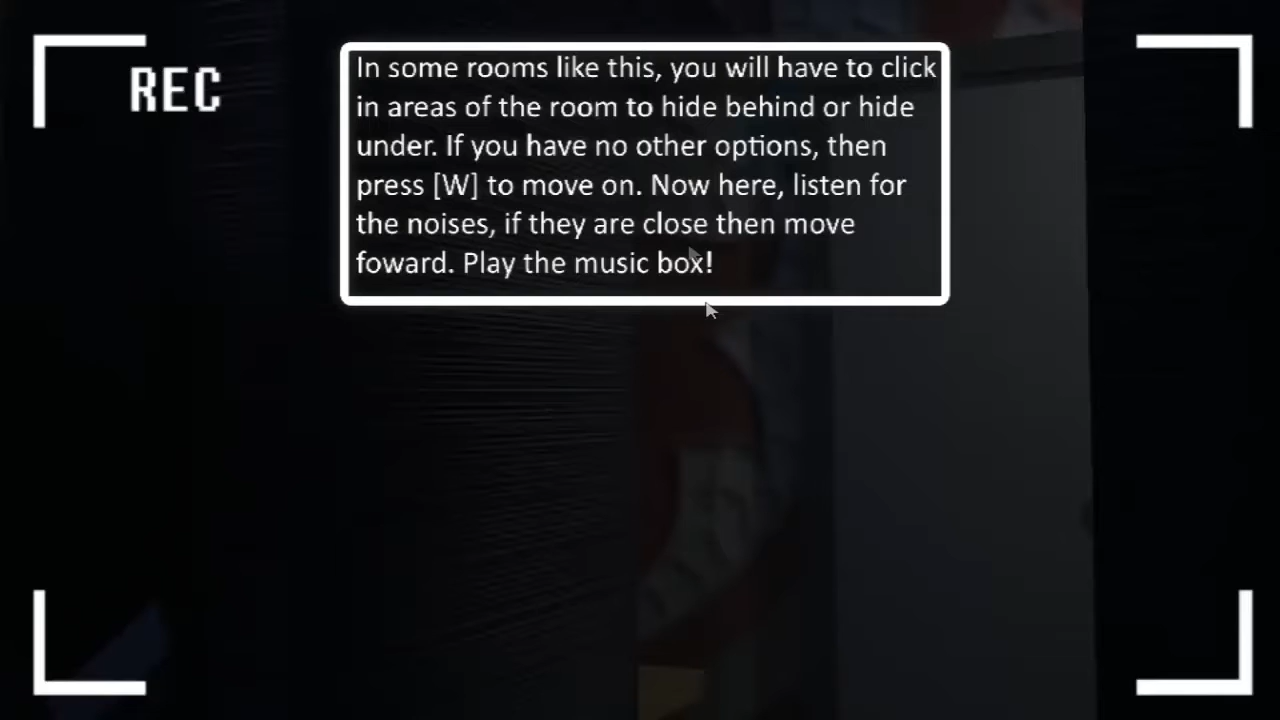 REC
In some rooms like this, you will have to click
in areas of the room to hide behind or hide
under. If you have no other options, then
press [W] to move on. Now here, listen for
the noises, if they are close then move
foward. Play the music box!